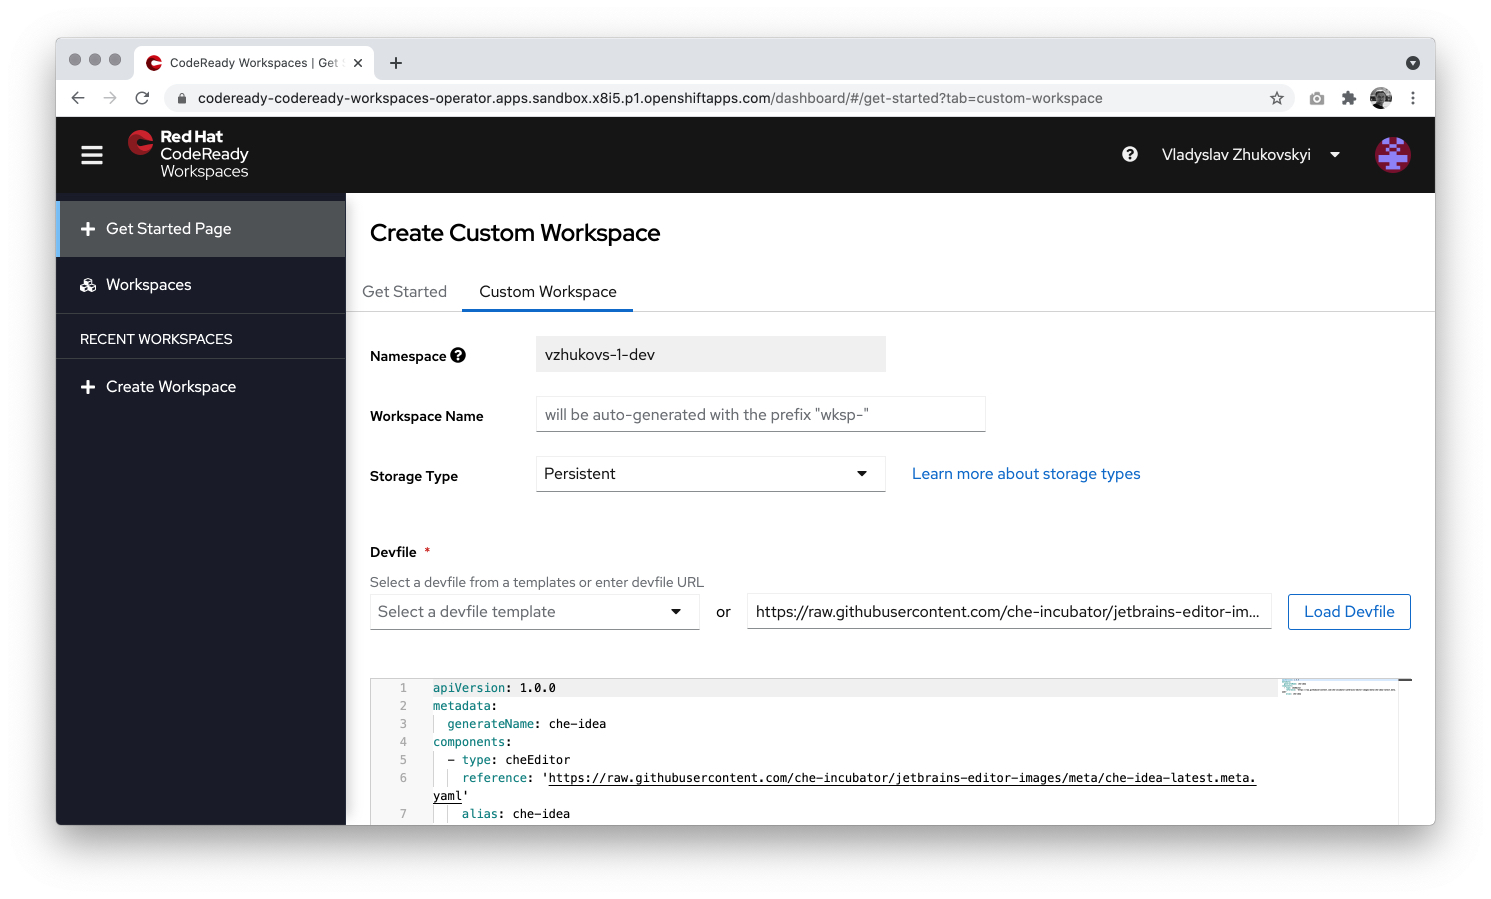 CodeReady Workspaces | Get
codeready-codeready-workspaces-operator.apps.sandbox.x8i5.p1.openshiftapps.com/dashboard/#/get-started?tab=custom-workspace
Red Hat
CodeReady
Workspaces
Vladyslav Zhukovskyi
Get Started Page
Workspaces
RECENT WORKSPACES
Create Workspace
Create Custom Workspace
Get Started
Custom Workspace
Namespace
vzhukovs-1-dev
Workspace Name
will be auto-generated with the prefix "wksp-"
Storage Type
Persistent
Learn more about storage types
Devfile *
Select a devfile from a templates or enter devfile URL
Select a devfile template
or
https://raw.githubusercontent.com/che-incubator/jetbrains-editor-im...
Load Devfile
1 apiVersion: 1.0.0
2 metadata:
3 generateName: che-idea
4 components:
5 - type: cheEditor
6 reference: 'https://raw.githubusercontent.com/che-incubator/jetbrains-editor-images/meta/che-idea-latest.meta.
yaml'
7 alias: che-idea